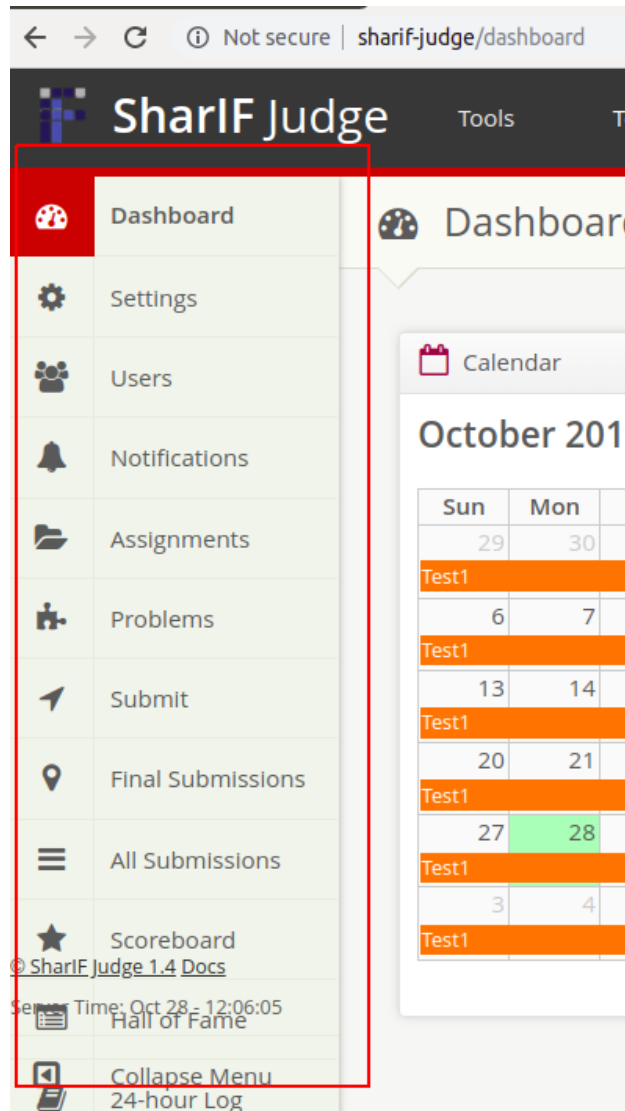 Not secure | sharif-judge/dashboard
SharIF Judge Tools T
Dashboard
Settings
Users
Notifications
Assignments
Problems
Submit
Final Submissions
All Submissions
Scoreboard
© SharIF Judge 1.4 Docs
Server Time: Oct 28 - 12:06:05
Hall of Fame
Collapse Menu
24-hour Log
Dashboard
Calendar
October 201
Sun Mon
29 30
Test1
6 7
Test1
13 14
Test1
20 21
Test1
27 28
Test1
3 4
Test1